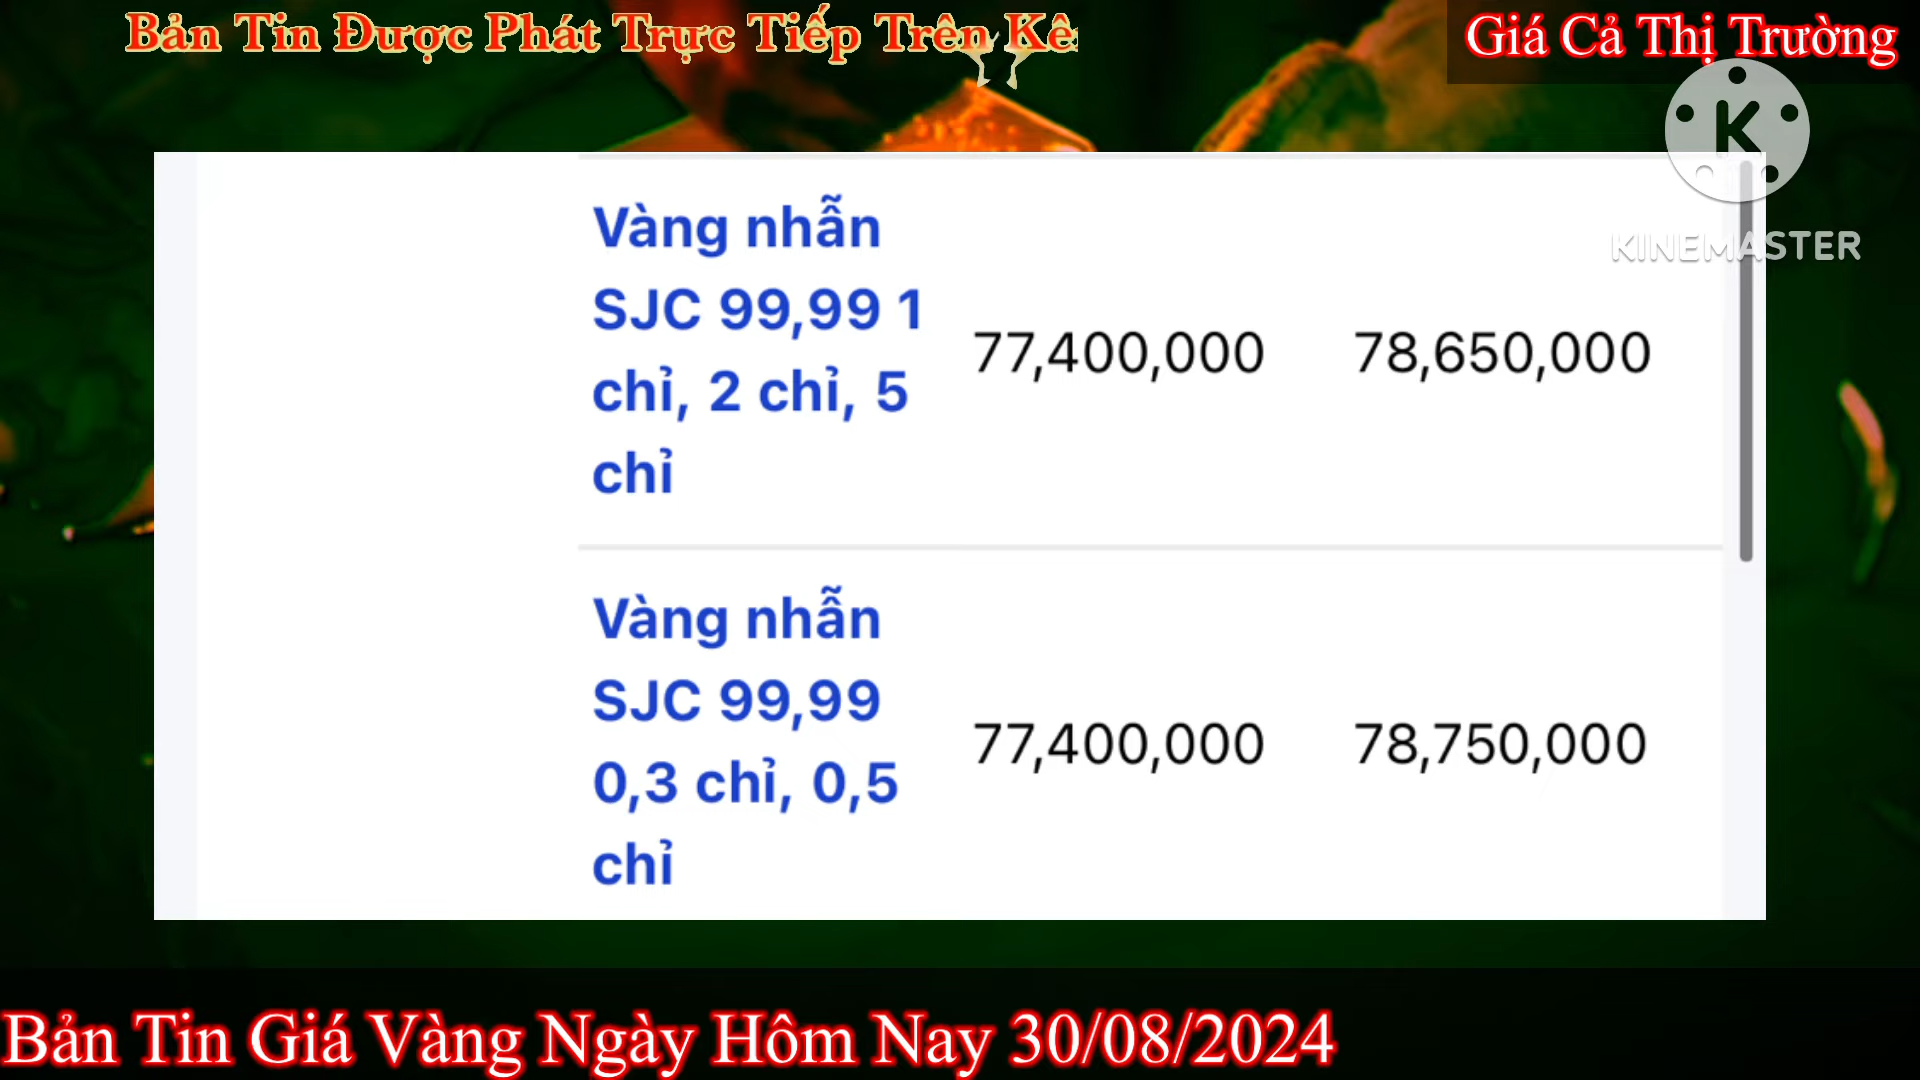 Bản Tin Được Phát Trực Tiếp Trên Kê
Giá Cả Thị Trường
K
KINEMASTER
Vàng nhẫn
SJC 99,99 1
chỉ, 2 chỉ, 5
chỉ
77,400,000
78,650,000
Vàng nhẫn
SJC 99,99
0,3 chỉ, 0,5
chỉ
77,400,000
78,750,000
Bản Tin Giá Vàng Ngày Hôm Nay 30/08/2024